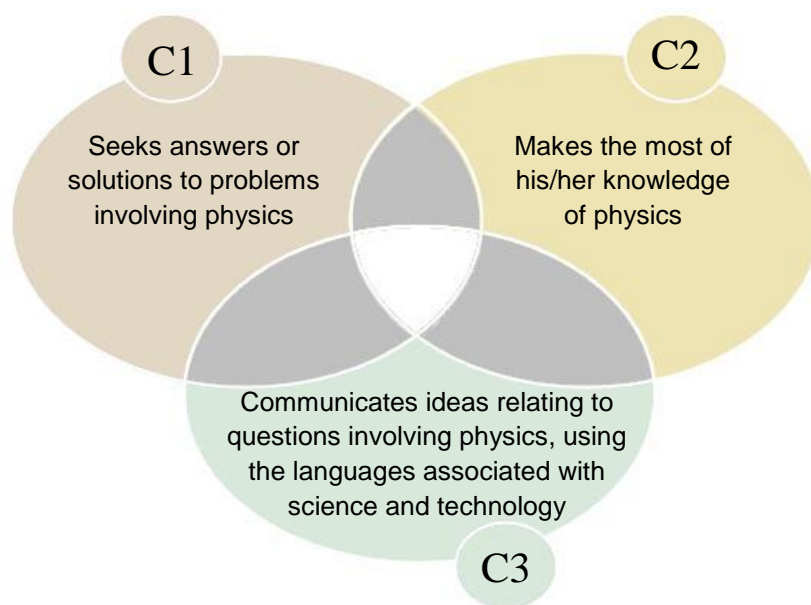 C1
Seeks answers or
solutions to problems
involving physics
C2
Makes the most of
his/her knowledge
of physics
Communicates ideas relating to
questions involving physics, using
the languages associated with
science and technology
C3